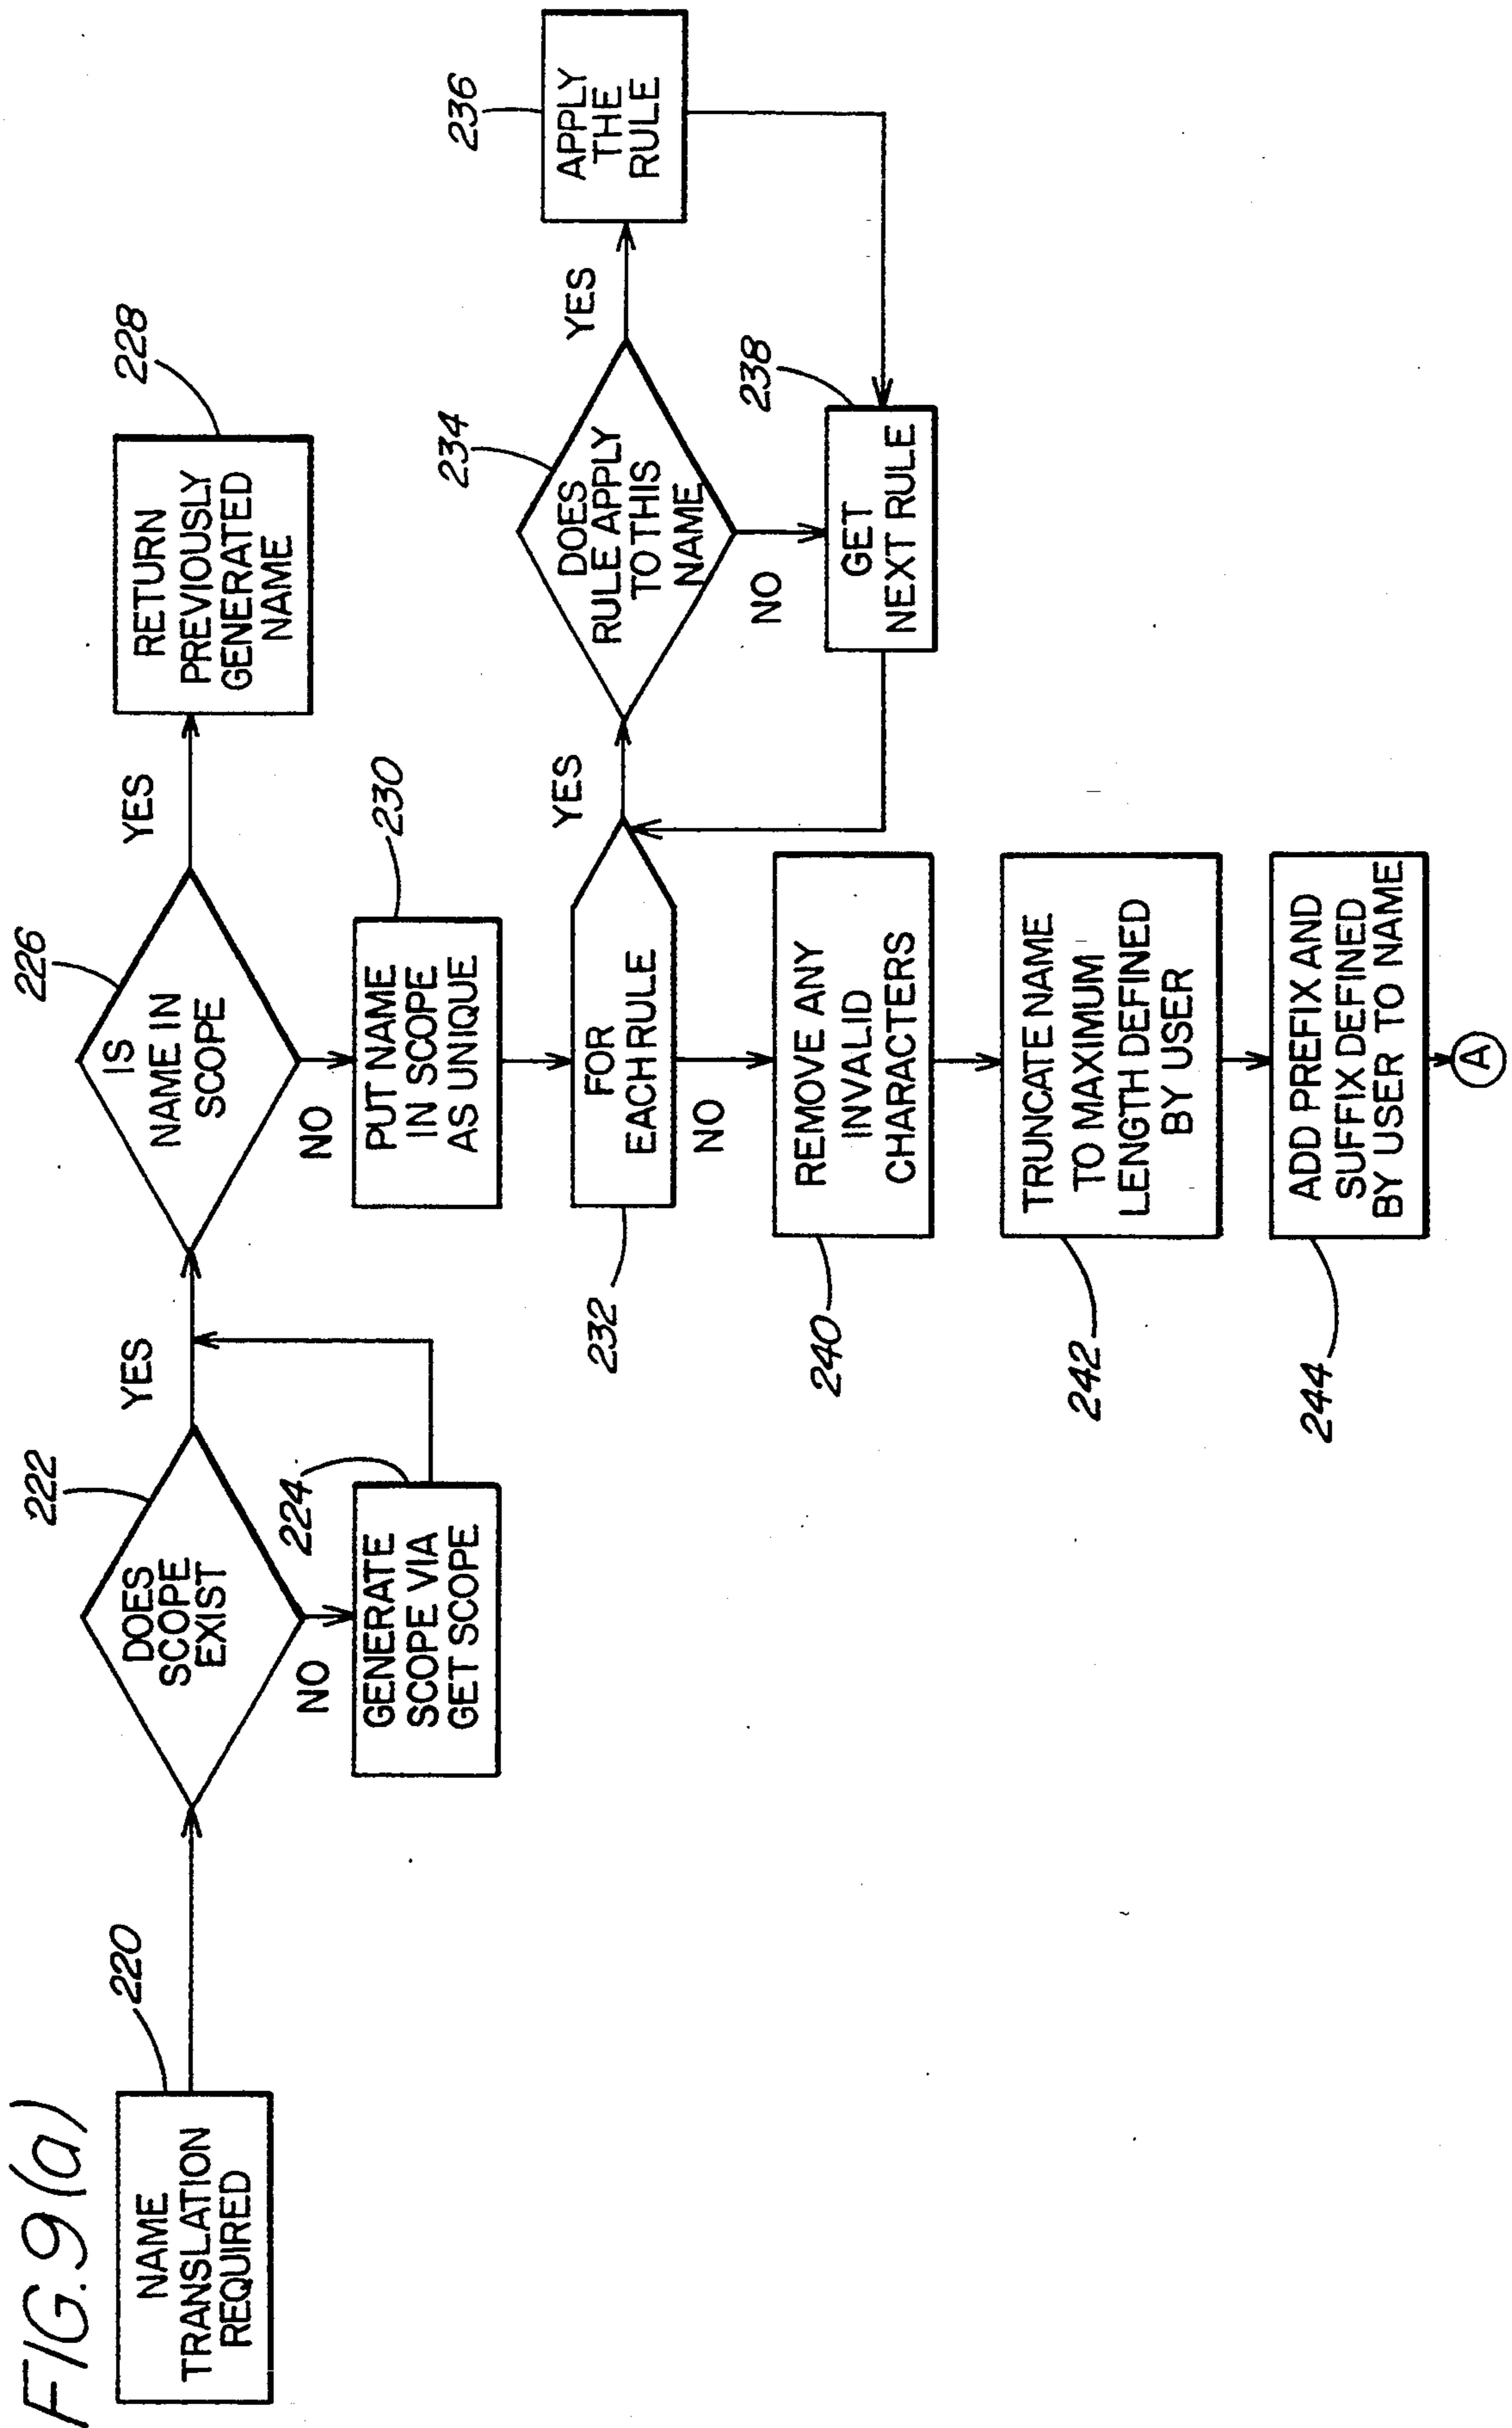 FIG. 9(a)
220
NAME
TRANSLATION
REQUIRED
222
DOES
SCOPE
EXIST
YES
NO
224
GENERATE
SCOPE VIA
GET SCOPE
226
IS
NAME IN
SCOPE
YES
NO
228
RETURN
PREVIOUSLY
GENERATED
NAME
230
PUT NAME
IN SCOPE
AS UNIQUE
232
FOR
EACH RULE
YES
NO
234
DOES
RULE APPLY
TO THIS
NAME
YES
NO
236
APPLY
THE
RULE
238
GET
NEXT RULE
240
REMOVE ANY
INVALID
CHARACTERS
242
TRUNCATE NAME
TO MAXIMUM
LENGTH DEFINED
BY USER
244
ADD PREFIX AND
SUFFIX DEFINED
BY USER TO NAME
A